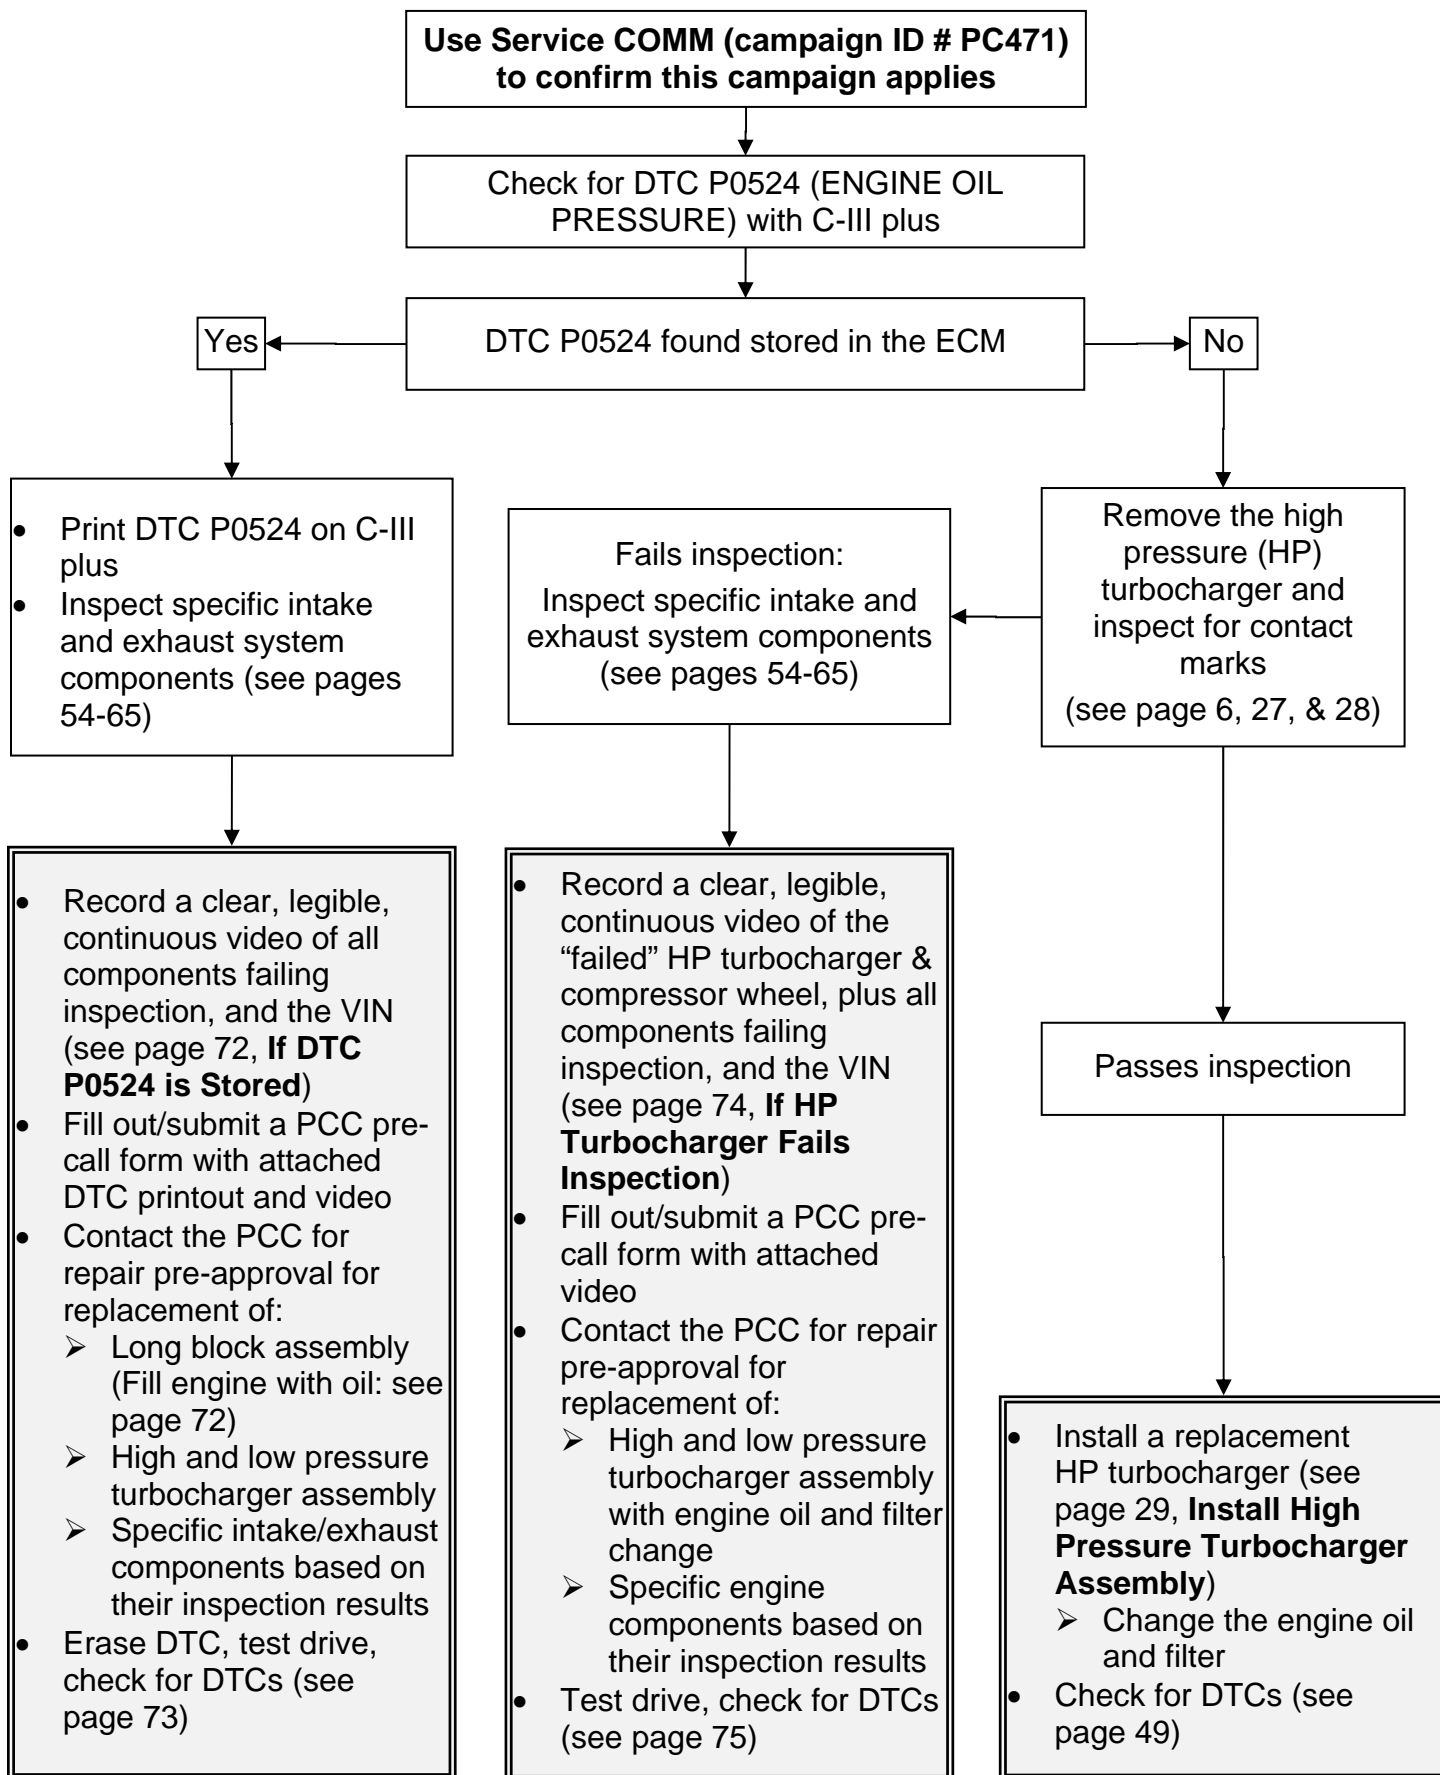 Use Service COMM (campaign ID # PC471)
to confirm this campaign applies
Check for DTC P0524 (ENGINE OIL
PRESSURE) with C-III plus
DTC P0524 found stored in the ECM
Yes
No
• Print DTC P0524 on C-III
plus
• Inspect specific intake
and exhaust system
components (see pages
54-65)
Fails inspection:
Inspect specific intake and
exhaust system components
(see pages 54-65)
Remove the high
pressure (HP)
turbocharger and
inspect for contact
marks
(see page 6, 27, & 28)
• Record a clear, legible,
continuous video of all
components failing
inspection, and the VIN
(see page 72, If DTC
P0524 is Stored)
• Fill out/submit a PCC pre-
call form with attached
DTC printout and video
• Contact the PCC for
repair pre-approval for
replacement of:
➢ Long block assembly
(Fill engine with oil: see
page 72)
➢ High and low pressure
turbocharger assembly
➢ Specific intake/exhaust
components based on
their inspection results
• Erase DTC, test drive,
check for DTCs (see
page 73)
• Record a clear, legible,
continuous video of the
“failed” HP turbocharger &
compressor wheel, plus all
components failing
inspection, and the VIN
(see page 74, If HP
Turbocharger Fails
Inspection)
• Fill out/submit a PCC pre-
call form with attached
video
• Contact the PCC for repair
pre-approval for
replacement of:
➢ High and low pressure
turbocharger assembly
with engine oil and filter
change
➢ Specific engine
components based on
their inspection results
• Test drive, check for DTCs
(see page 75)
Passes inspection
• Install a replacement
HP turbocharger (see
page 29, Install High
Pressure Turbocharger
Assembly)
➢ Change the engine oil
and filter
• Check for DTCs (see
page 49)